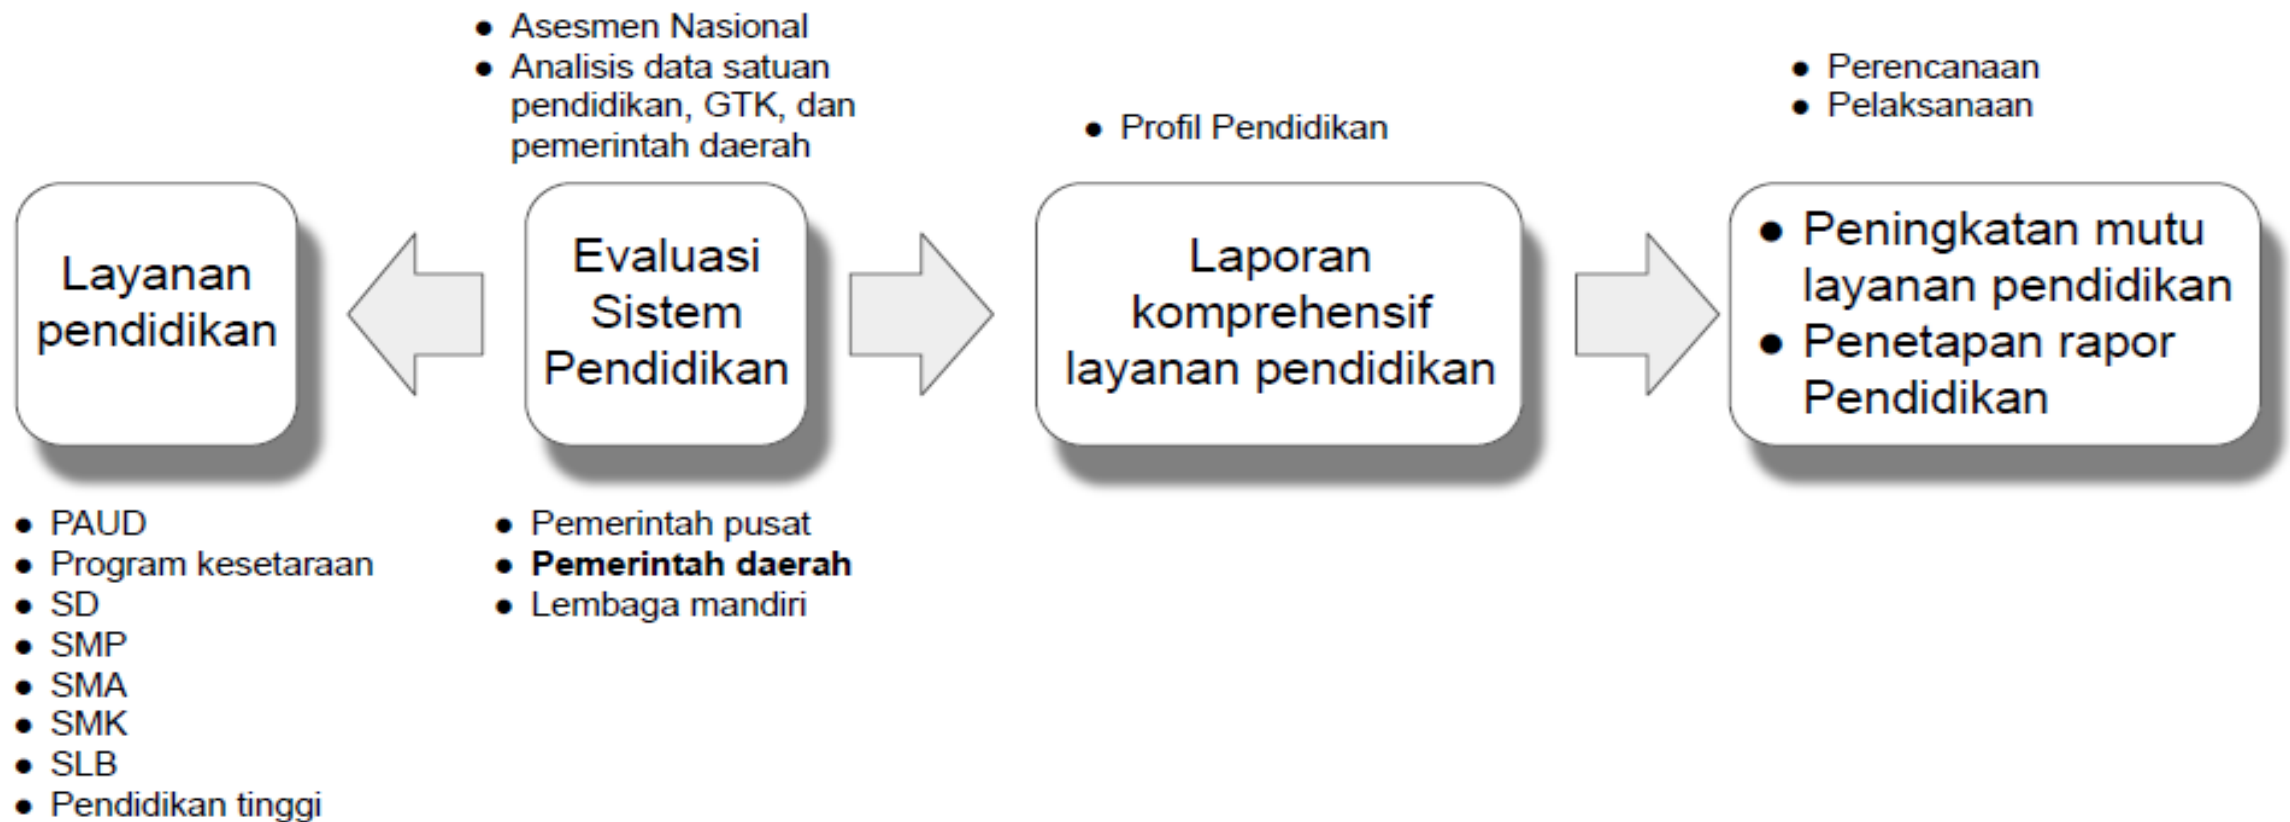 ● Asesmen Nasional
● Analisis data satuan
pendidikan, GTK, dan
pemerintah daerah
● Profil Pendidikan
● Perencanaan
● Pelaksanaan
Layanan
pendidikan
Evaluasi
Sistem
Pendidikan
Laporan
komprehensif
layanan pendidikan
● Peningkatan mutu
layanan pendidikan
● Penetapan rapor
Pendidikan
● PAUD
● Program kesetaraan
● SD
● SMP
● SMA
● SMK
● SLB
● Pendidikan tinggi
● Pemerintah pusat
● Pemerintah daerah
● Lembaga mandiri